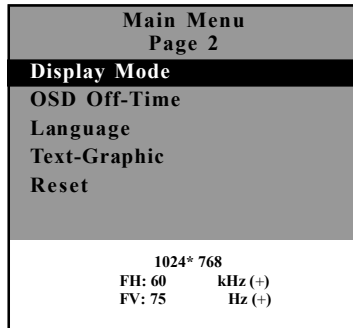 Main Menu
Page 2
Display Mode
OSD Off-Time
Language
Text-Graphic
Reset
1024* 768
FH: 60 kHz (+)
FV: 75 Hz (+)